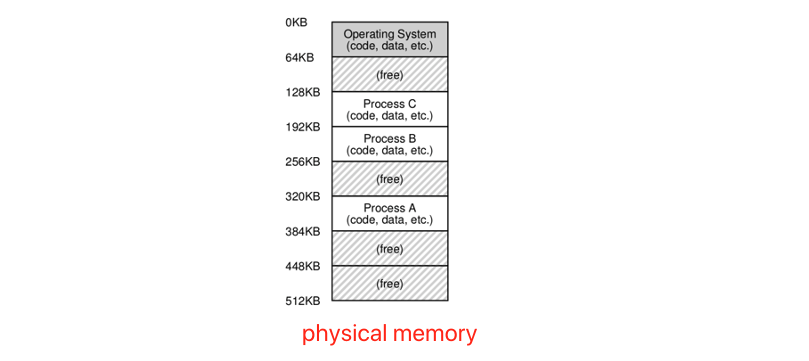 0KB
Operating System
(code, data, etc.)
64KB
(free)
128KB
Process C
(code, data, etc.)
192KB
Process B
(code, data, etc.)
256KB
(free)
320KB
Process A
(code, data, etc.)
384KB
(free)
448KB
(free)
512KB
physical memory